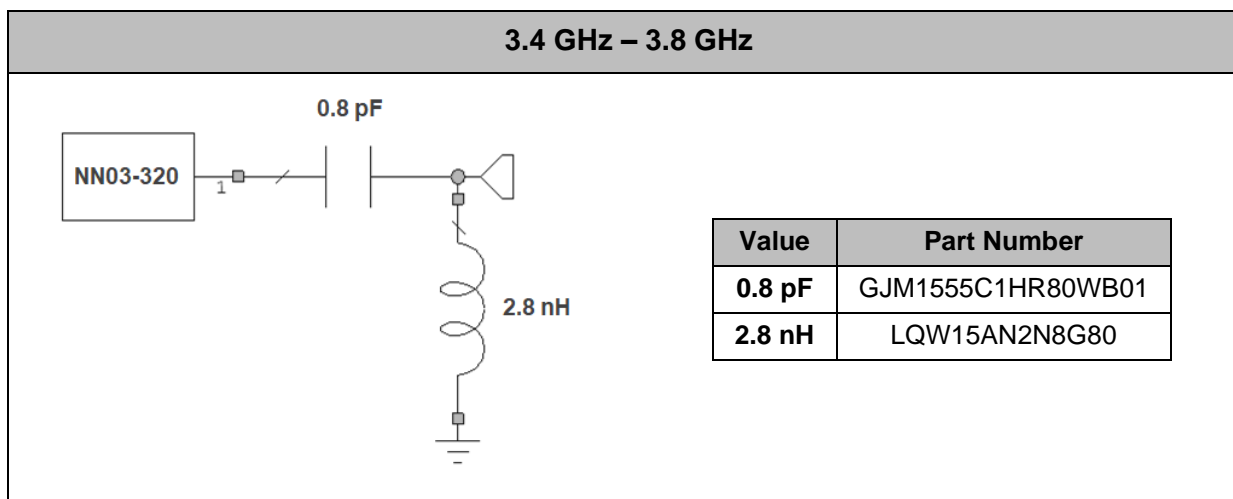 3.4 GHz – 3.8 GHz
0.8 pF
NN03-320
1
2.8 nH
Value Part Number
0.8 pF GJM1555C1HR80WB01
2.8 nH LQW15AN2N8G80